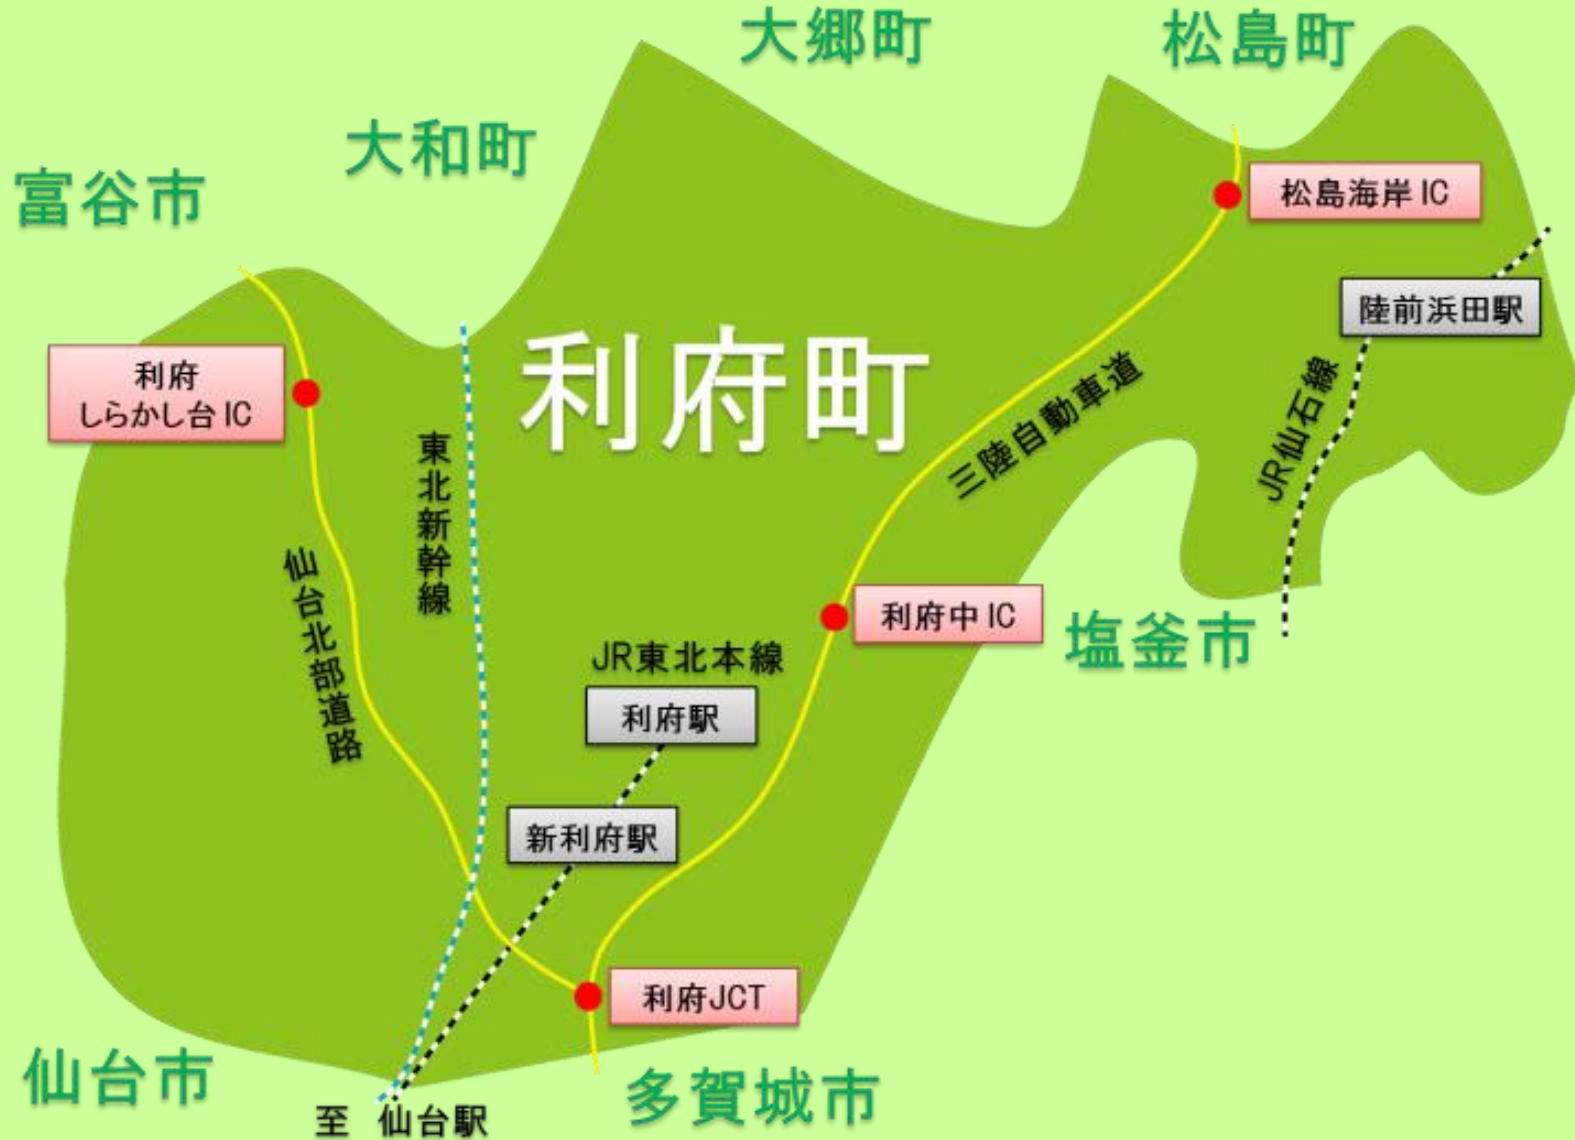 大郷町
松島町
大和町
富谷市
松島海岸 IC
陸前浜田駅
利府町
利府
しらかし台 IC
三陸自動車道
JR仙石線
東北新幹線
仙台北部道路
利府中 IC
塩釜市
JR東北本線
利府駅
新利府駅
利府JCT
仙台市
多賀城市
至 仙台駅